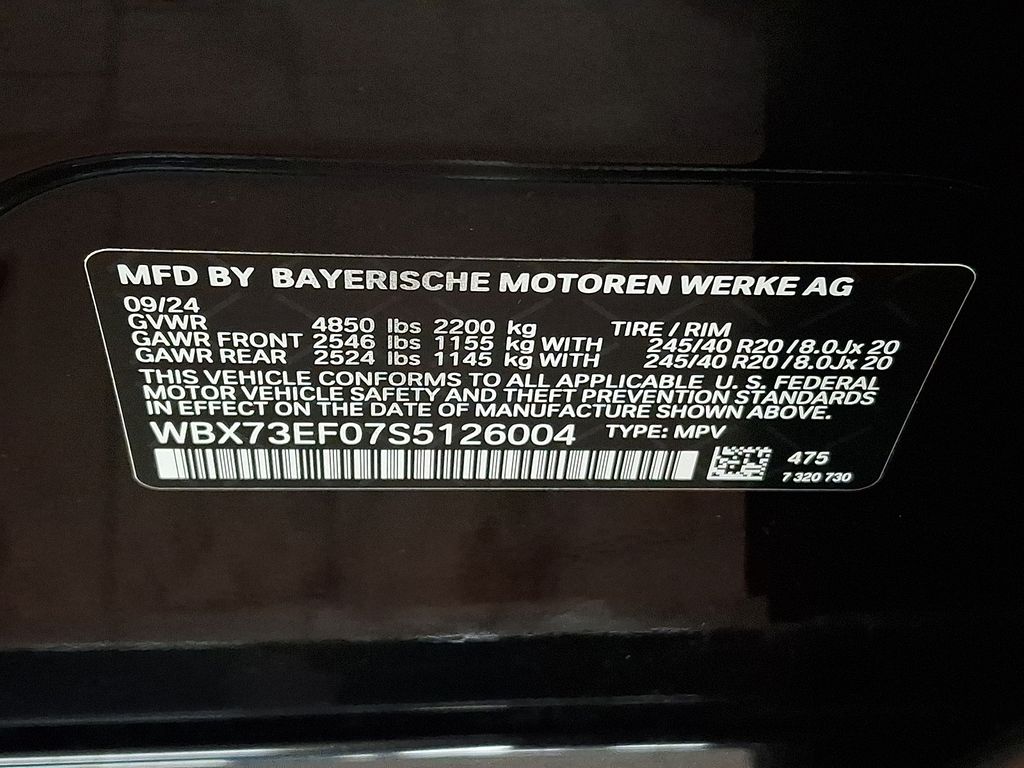 MFD BY BAYERISCHE MOTOREN WERKE AG
09/24
GVWR 4850 lbs 2200 kg TIRE / RIM
GAWR FRONT 2546 lbs 1155 kg WITH 245/40 R20 / 8.0Jx 20
GAWR REAR 2524 lbs 1145 kg WITH 245/40 R20 / 8.0Jx 20
THIS VEHICLE CONFORMS TO ALL APPLICABLE U. S. FEDERAL
MOTOR VEHICLE SAFETY AND THEFT PREVENTION STANDARDS
IN EFFECT ON THE DATE OF MANUFACTURE SHOWN ABOVE.
WBX73EF07S5126004 TYPE: MPV
475
7 320 730